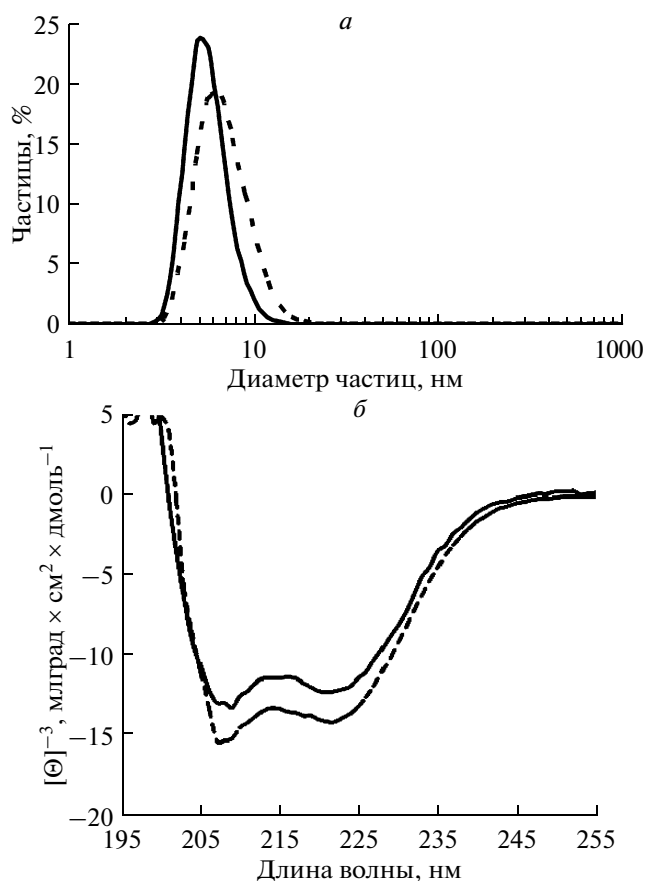 а
25
20
15
10
5
0
Частицы, %
1 10 100 1000
Диаметр частиц, нм
б
5
0
−5
−10
−15
−20
[Θ]⁻³, млград × см² × дмоль⁻¹
195 205 215 225 235 245 255
Длина волны, нм